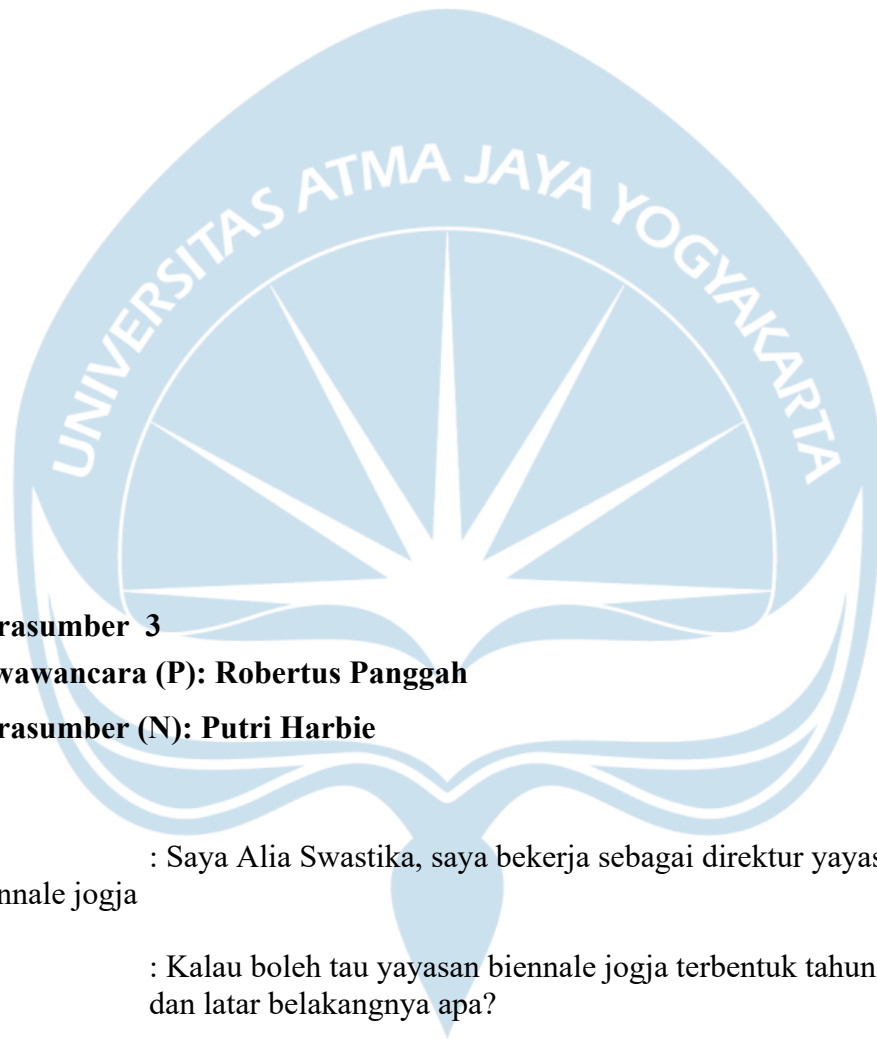 UNIVERSITAS ATMA JAYA YOGYAKARTA
rasumber 3
wawancara (P): Robertus Panggah
rasumber (N): Putri Harbie
: Saya Alia Swastika, saya bekerja sebagai direktur yayas
nnale jogja
: Kalau boleh tau yayasan biennale jogja terbentuk tahun
dan latar belakangnya apa?